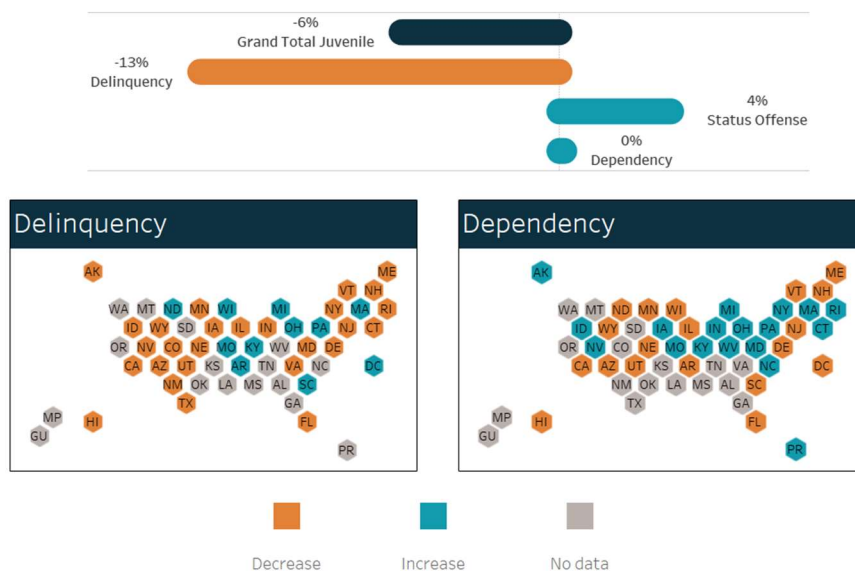 -6%
Grand Total Juvenile
-13%
Delinquency
4%
Status Offense
0%
Dependency
Delinquency
AK ME
VT NH
WA MT ND MN WI MI NY MA RI
ID WY SD IA IL IN OH PA NJ CT
OR NV CO NE MO KY WV MD DE
CA AZ UT KS AR TN VA NC DC
NM OK LA MS AL SC
TX GA
MP HI FL
GU PR
Dependency
AK ME
VT NH
WA MT ND MN WI MI NY MA RI
ID WY SD IA IL IN OH PA NJ CT
OR NV CO NE MO KY WV MD DE
CA AZ UT KS AR TN VA NC DC
NM OK LA MS AL SC
TX GA
MP HI FL
GU PR
Decrease Increase No data